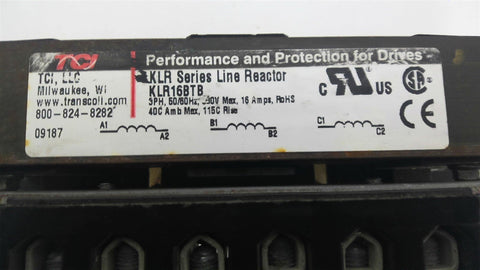 TCI
Performance and Protection for Drives
TCI, LLC
Milwaukee, WI
www.transcoil.com
800-824-8282
09187
KLR Series Line Reactor
KLR16BTB
3PH, 50/60Hz, Max, 16 Amps, RoHS
40C Amb Max, 115C Rise
A1 A2
B1 B2
C1 C2
C US